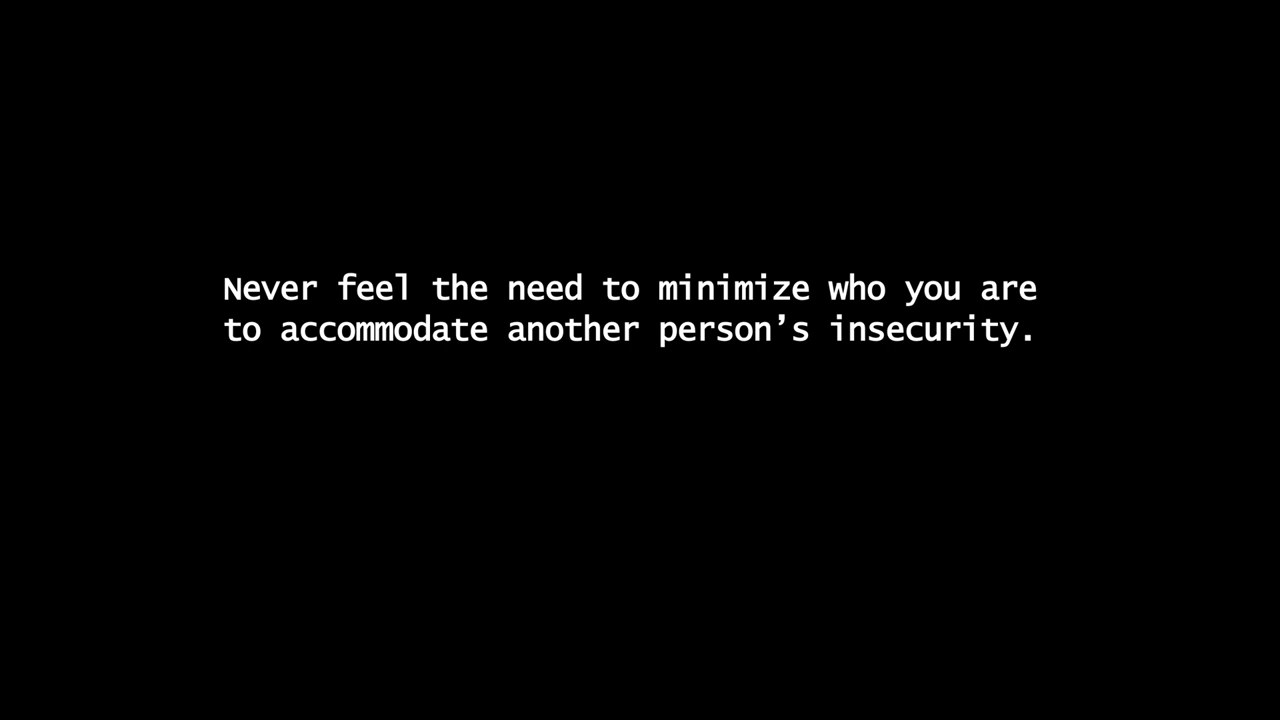 Never feel the need to minimize who you are
to accommodate another person’s insecurity.